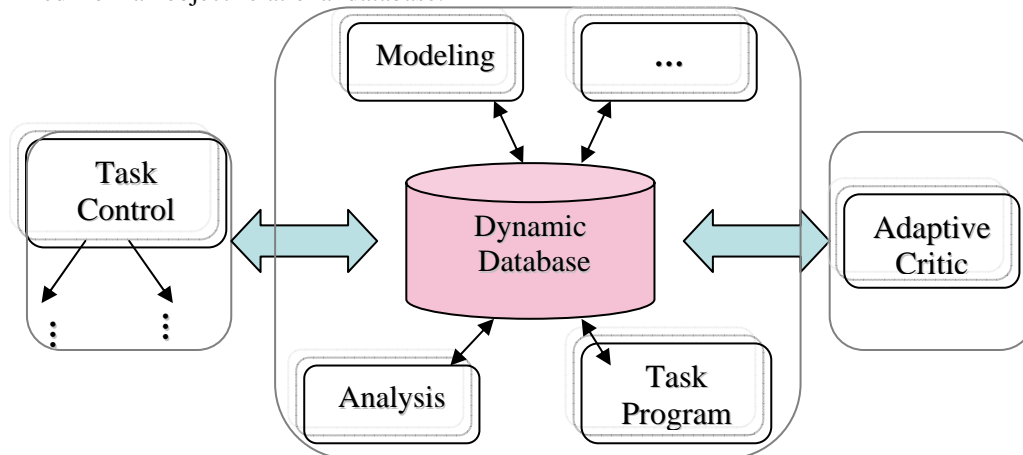 Modeling
...
Task
Control
Dynamic
Database
Adaptive
Critic
Analysis
Task
Program